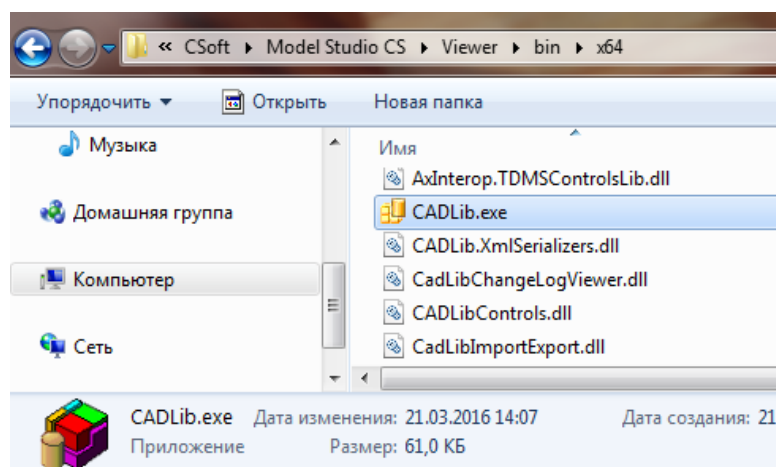 « CSoft ▸ Model Studio CS ▸ Viewer ▸ bin ▸ x64
Упорядочить ▼ Открыть Новая папка
Музыка
Домашняя группа
Компьютер
Сеть
Имя
AxInterop.TDMSControlsLib.dll
CADLib.exe
CADLib.XmlSerializers.dll
CadLibChangeLogViewer.dll
CADLibControls.dll
CadLibImportExport.dll
CADLib.exe Дата изменения: 21.03.2016 14:07 Дата создания: 21
Приложение Размер: 61,0 КБ